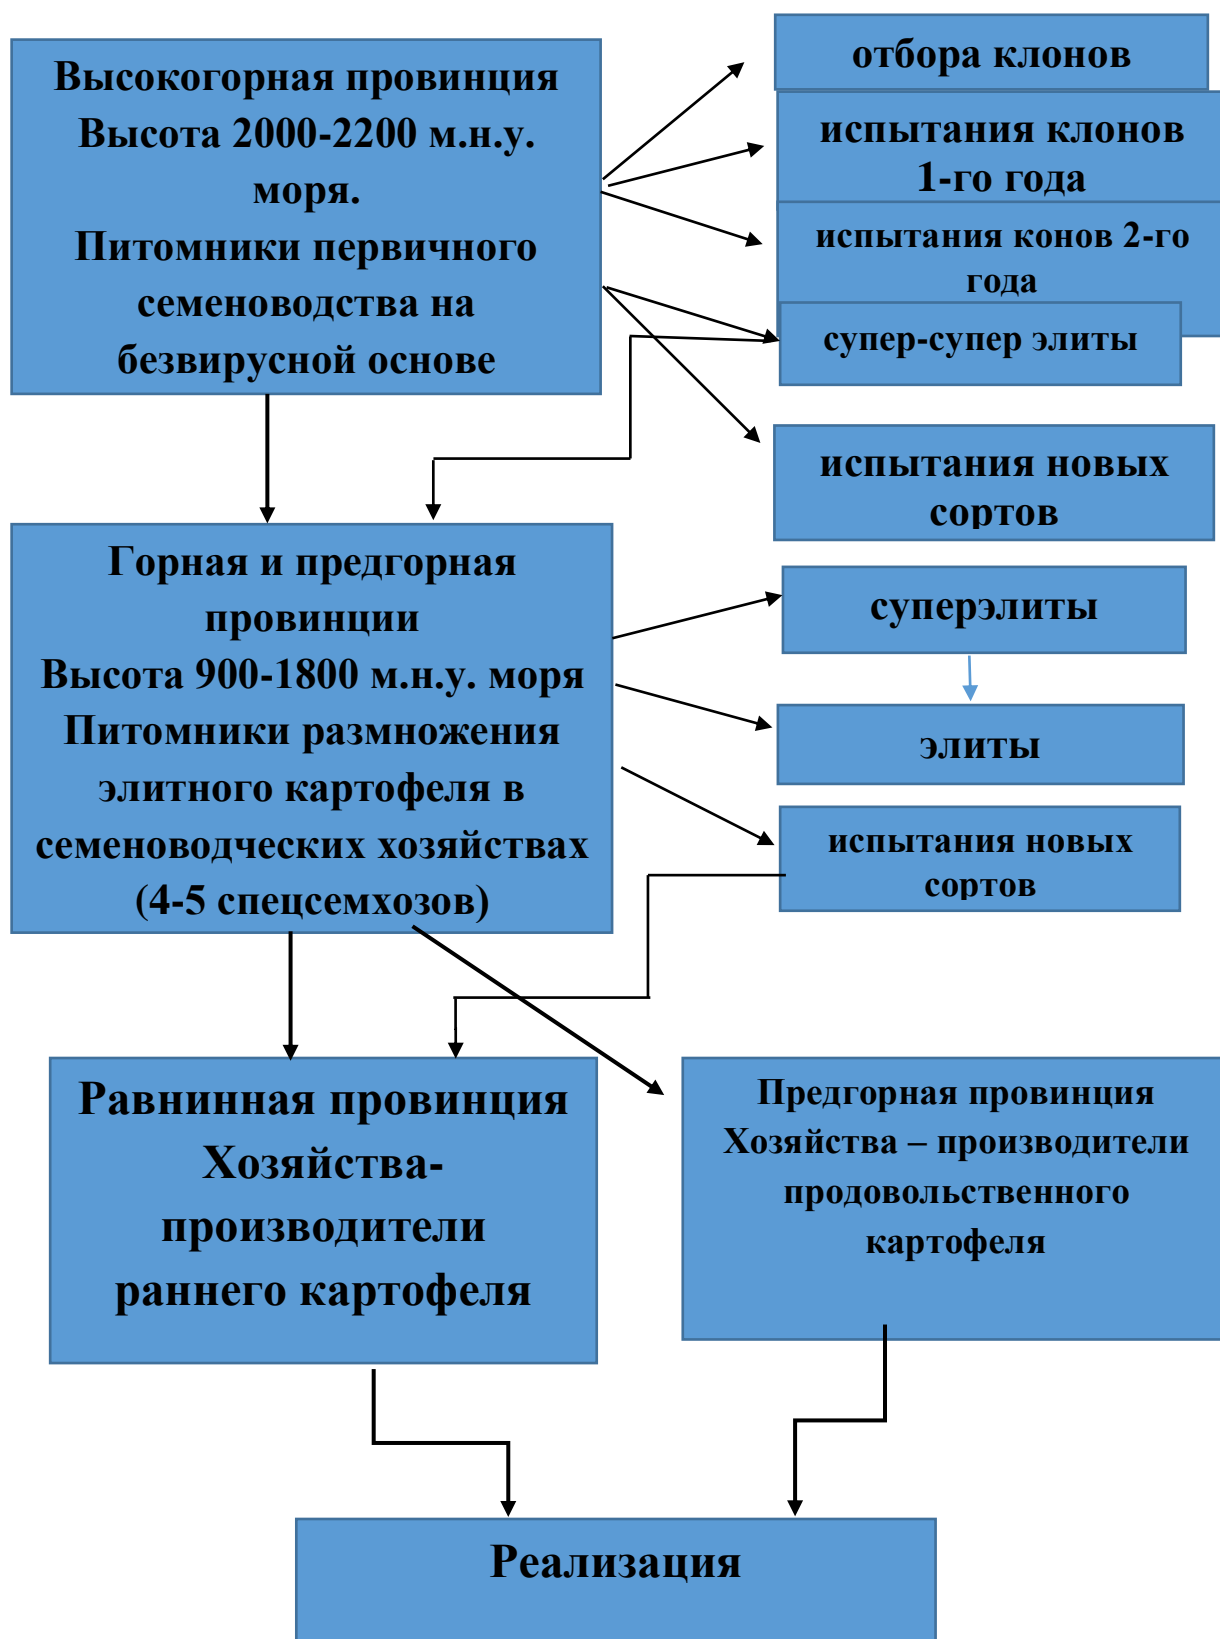 Высокогорная провинция
Высота 2000-2200 м.н.у.
моря.
Питомники первичного
семеноводства на
безвирусной основе
отбора клонов
испытания клонов
1-го года
испытания конов 2-го
года
супер-супер элиты
испытания новых
сортов
Горная и предгорная
провинции
Высота 900-1800 м.н.у. моря
Питомники размножения
элитного картофеля в
семеноводческих хозяйствах
(4-5 спецсемхозов)
суперэлиты
элиты
испытания новых
сортов
Равнинная провинция
Хозяйства-
производители
раннего картофеля
Предгорная провинция
Хозяйства – производители
продовольственного
картофеля
Реализация